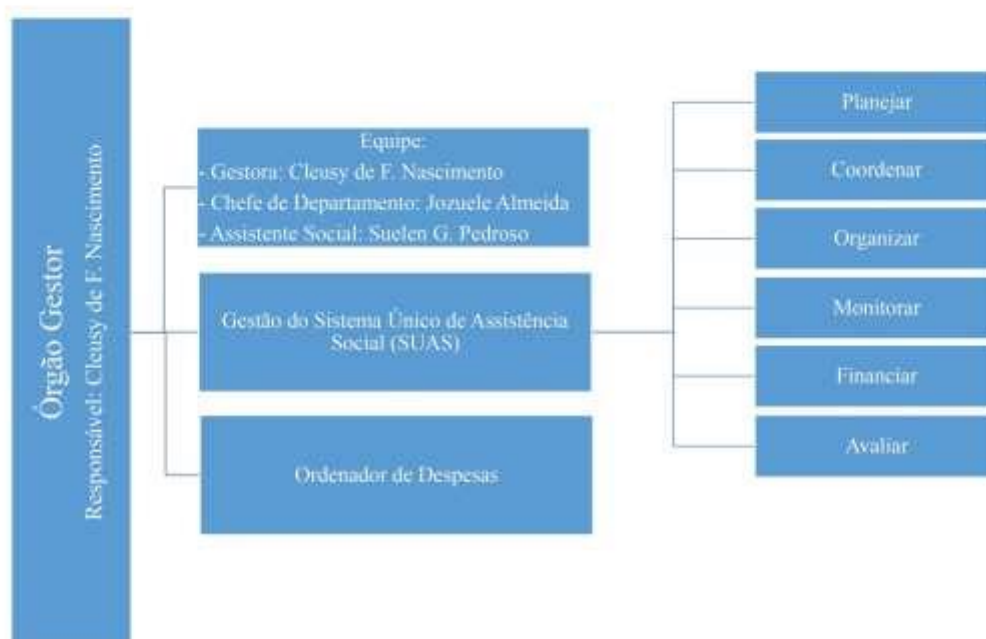 Órgão Gestor
Responsável: Cleusy de F. Nascimento
Equipe:
- Gestora: Cleusy de F. Nascimento
- Chefe de Departamento: Jozuele Almeida
- Assistente Social: Suelen G. Pedroso
Gestão do Sistema Único de Assistência
Social (SUAS)
Ordenador de Despesas
Planejar
Coordenar
Organizar
Monitorar
Financiar
Avaliar